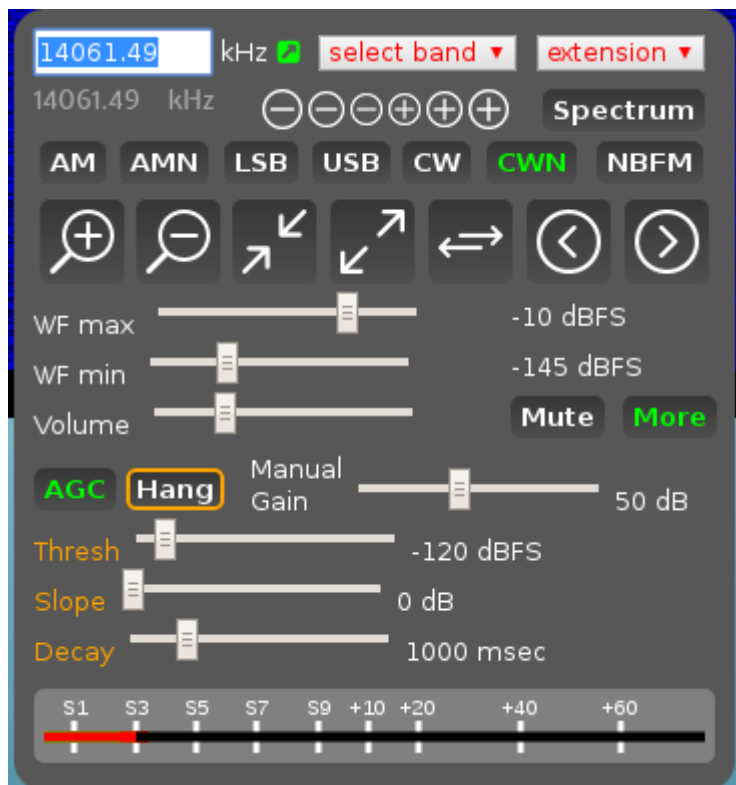 14061.49 kHz select band extension
14061.49 kHz Spectrum
AM AMN LSB USB CW CWN NBFM
WF max -10 dBFS
WF min -145 dBFS
Volume Mute More
AGC Hang Manual Gain 50 dB
Thresh -120 dBFS
Slope 0 dB
Decay 1000 msec
S1 S3 S5 S7 S9 +10 +20 +40 +60